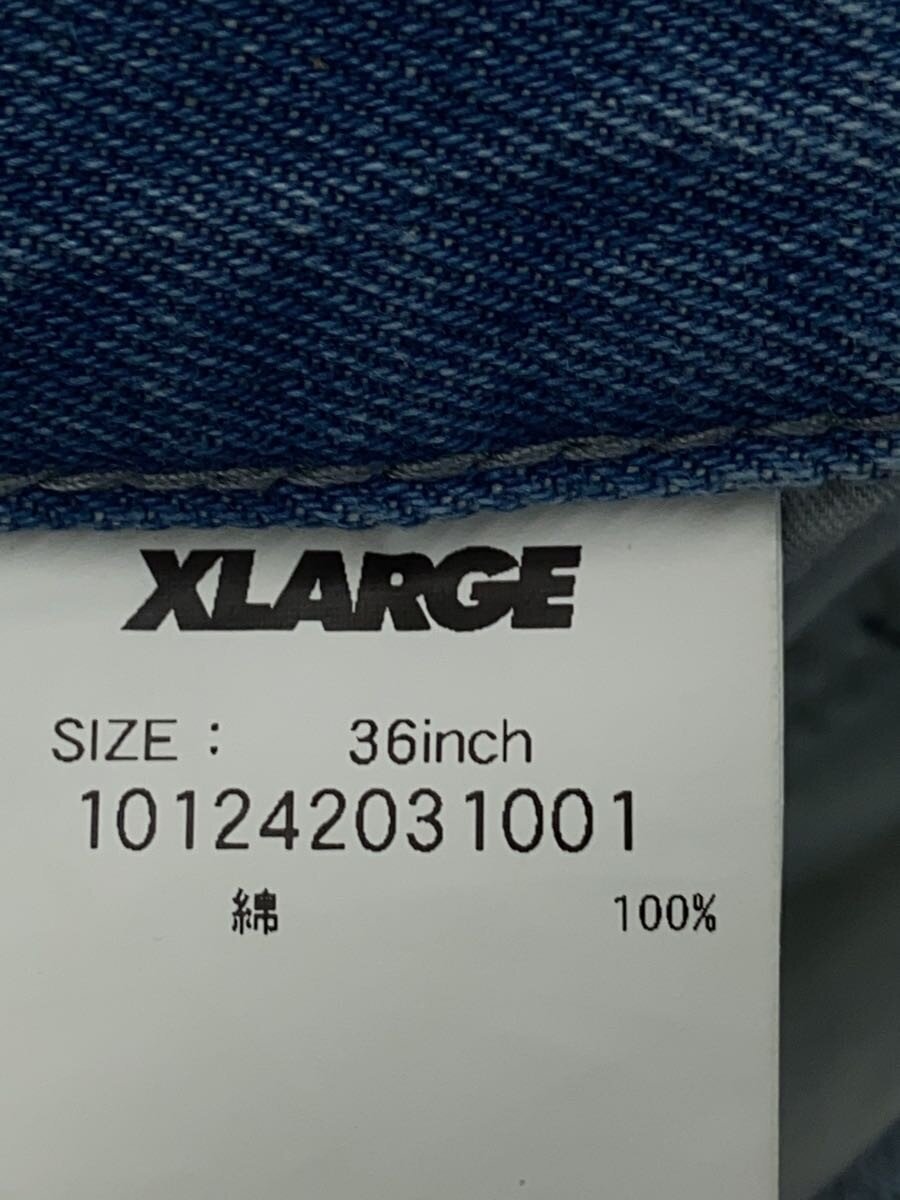 XLARGE
SIZE : 36inch
101242031001
綿 100%